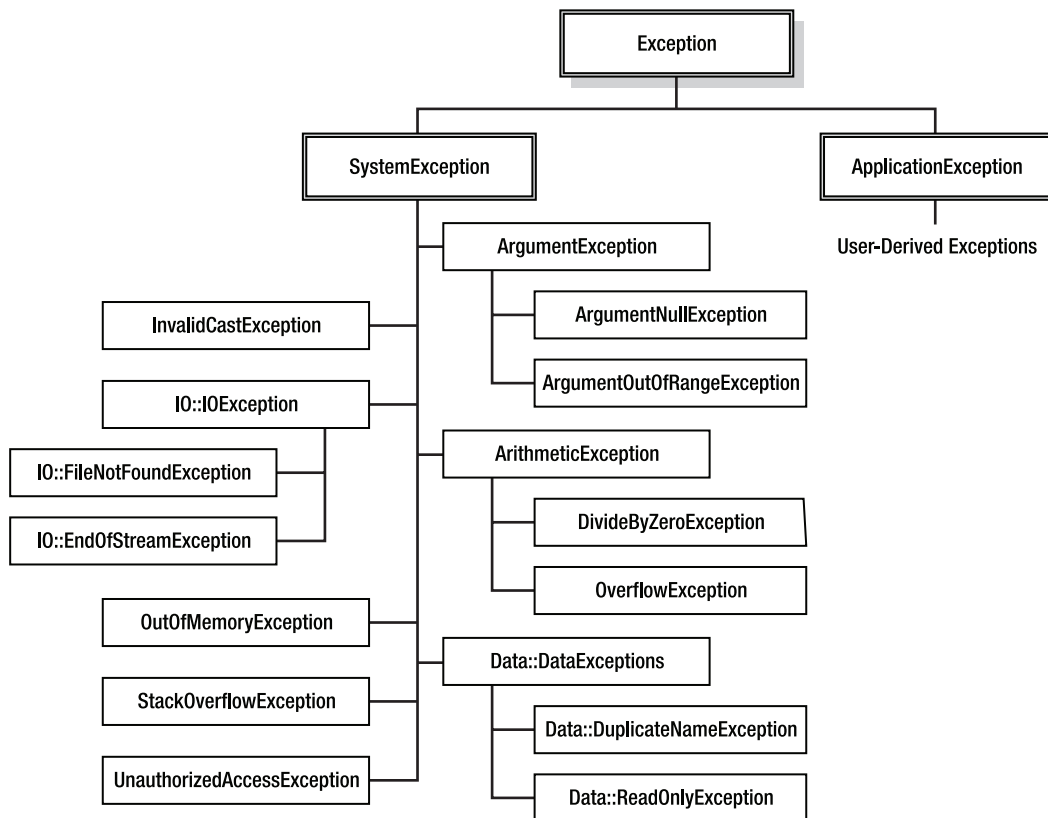 Exception
SystemException
ApplicationException
User-Derived Exceptions
ArgumentException
ArgumentNullException
ArgumentOutOfRangeException
InvalidCastException
IO::IOException
IO::FileNotFoundException
IO::EndOfStreamException
ArithmeticException
DivideByZeroException
OverflowException
OutOfMemoryException
StackOverflowException
UnauthorizedAccessException
Data::DataExceptions
Data::DuplicateNameException
Data::ReadOnlyException